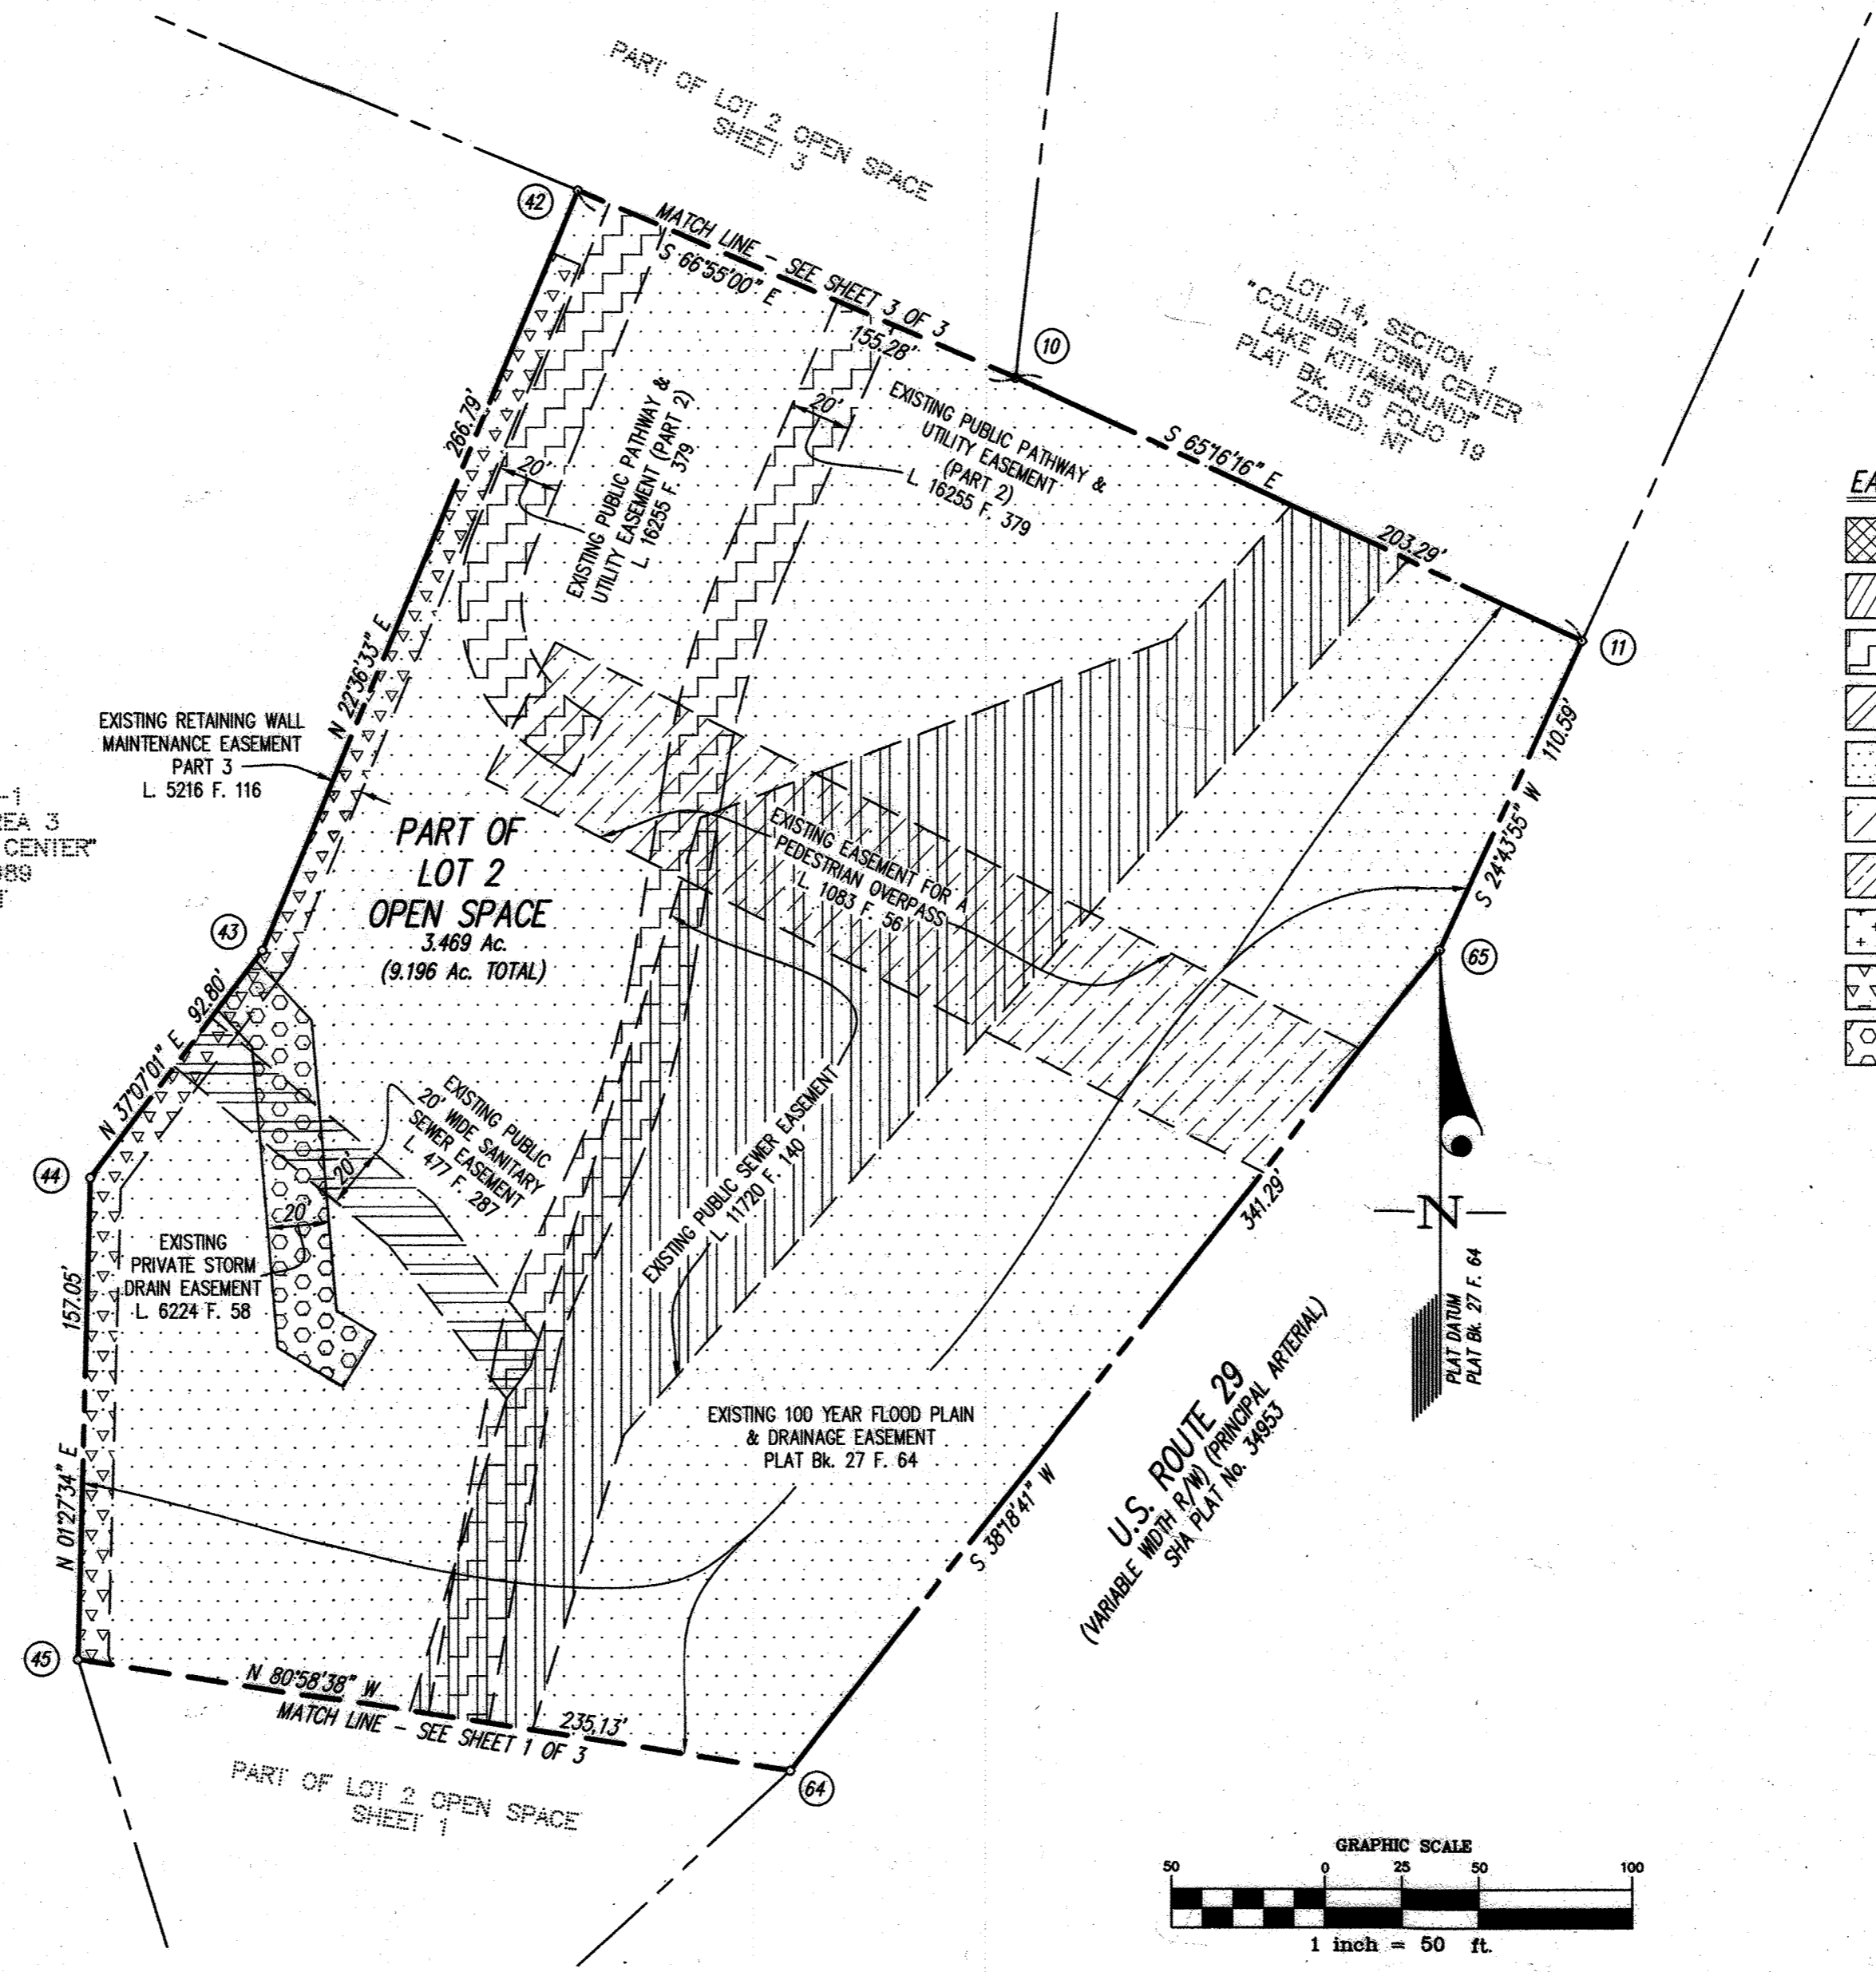 PART OF LOT 2 OPEN SPACE
SHEET 3
42
MATCH LINE - SEE SHEET 3 OF 3
S 66°55'00" E
155.28'
10
LOT 14, SECTION 1
"COLUMBIA TOWN CENTER
LAKE KITTAMAQUNDI"
PLAT Bk. 15 FOLIO 19
ZONED: NT
S 65°16'16" E
203.29'
11
266.79'
N 22°36'33" E
20'
EXISTING PUBLIC PATHWAY &
UTILITY EASEMENT (PART 2)
L. 16255 F. 379
20'
EXISTING PUBLIC PATHWAY &
UTILITY EASEMENT
(PART 2)
L. 16255 F. 379
110.59'
S 24°43'55" W
EXISTING RETAINING WALL
MAINTENANCE EASEMENT
PART 3
L. 5216 F. 116
-1
EA 3
CENTER"
89
PART OF
LOT 2
OPEN SPACE
3.469 Ac.
(9.196 Ac. TOTAL)
EXISTING EASEMENT FOR A
PEDESTRIAN OVERPASS
L. 1083 F. 56
43
65
92.80'
N 37°07'01" E
44
EXISTING PUBLIC
20' WIDE SANITARY
SEWER EASEMENT
L. 477 F. 287
20'
20'
EXISTING
PRIVATE STORM
DRAIN EASEMENT
L. 6224 F. 58
EXISTING PUBLIC SEWER EASEMENT
L. 11720 F. 140
341.29'
S 38°18'41" W
N
PLAT DATUM
PLAT Bk. 27 F. 64
157.05'
N 01°27'34" E
EXISTING 100 YEAR FLOOD PLAIN
& DRAINAGE EASEMENT
PLAT Bk. 27 F. 64
U.S. ROUTE 29
(VARIABLE WIDTH R/W) (PRINCIPAL ARTERIAL)
SHA PLAT No. 34953
45
N 80°58'38" W
235.13'
MATCH LINE - SEE SHEET 1 OF 3
64
PART OF LOT 2 OPEN SPACE
SHEET 1
GRAPHIC SCALE
50 0 25 50 100
1 inch = 50 ft.
EA